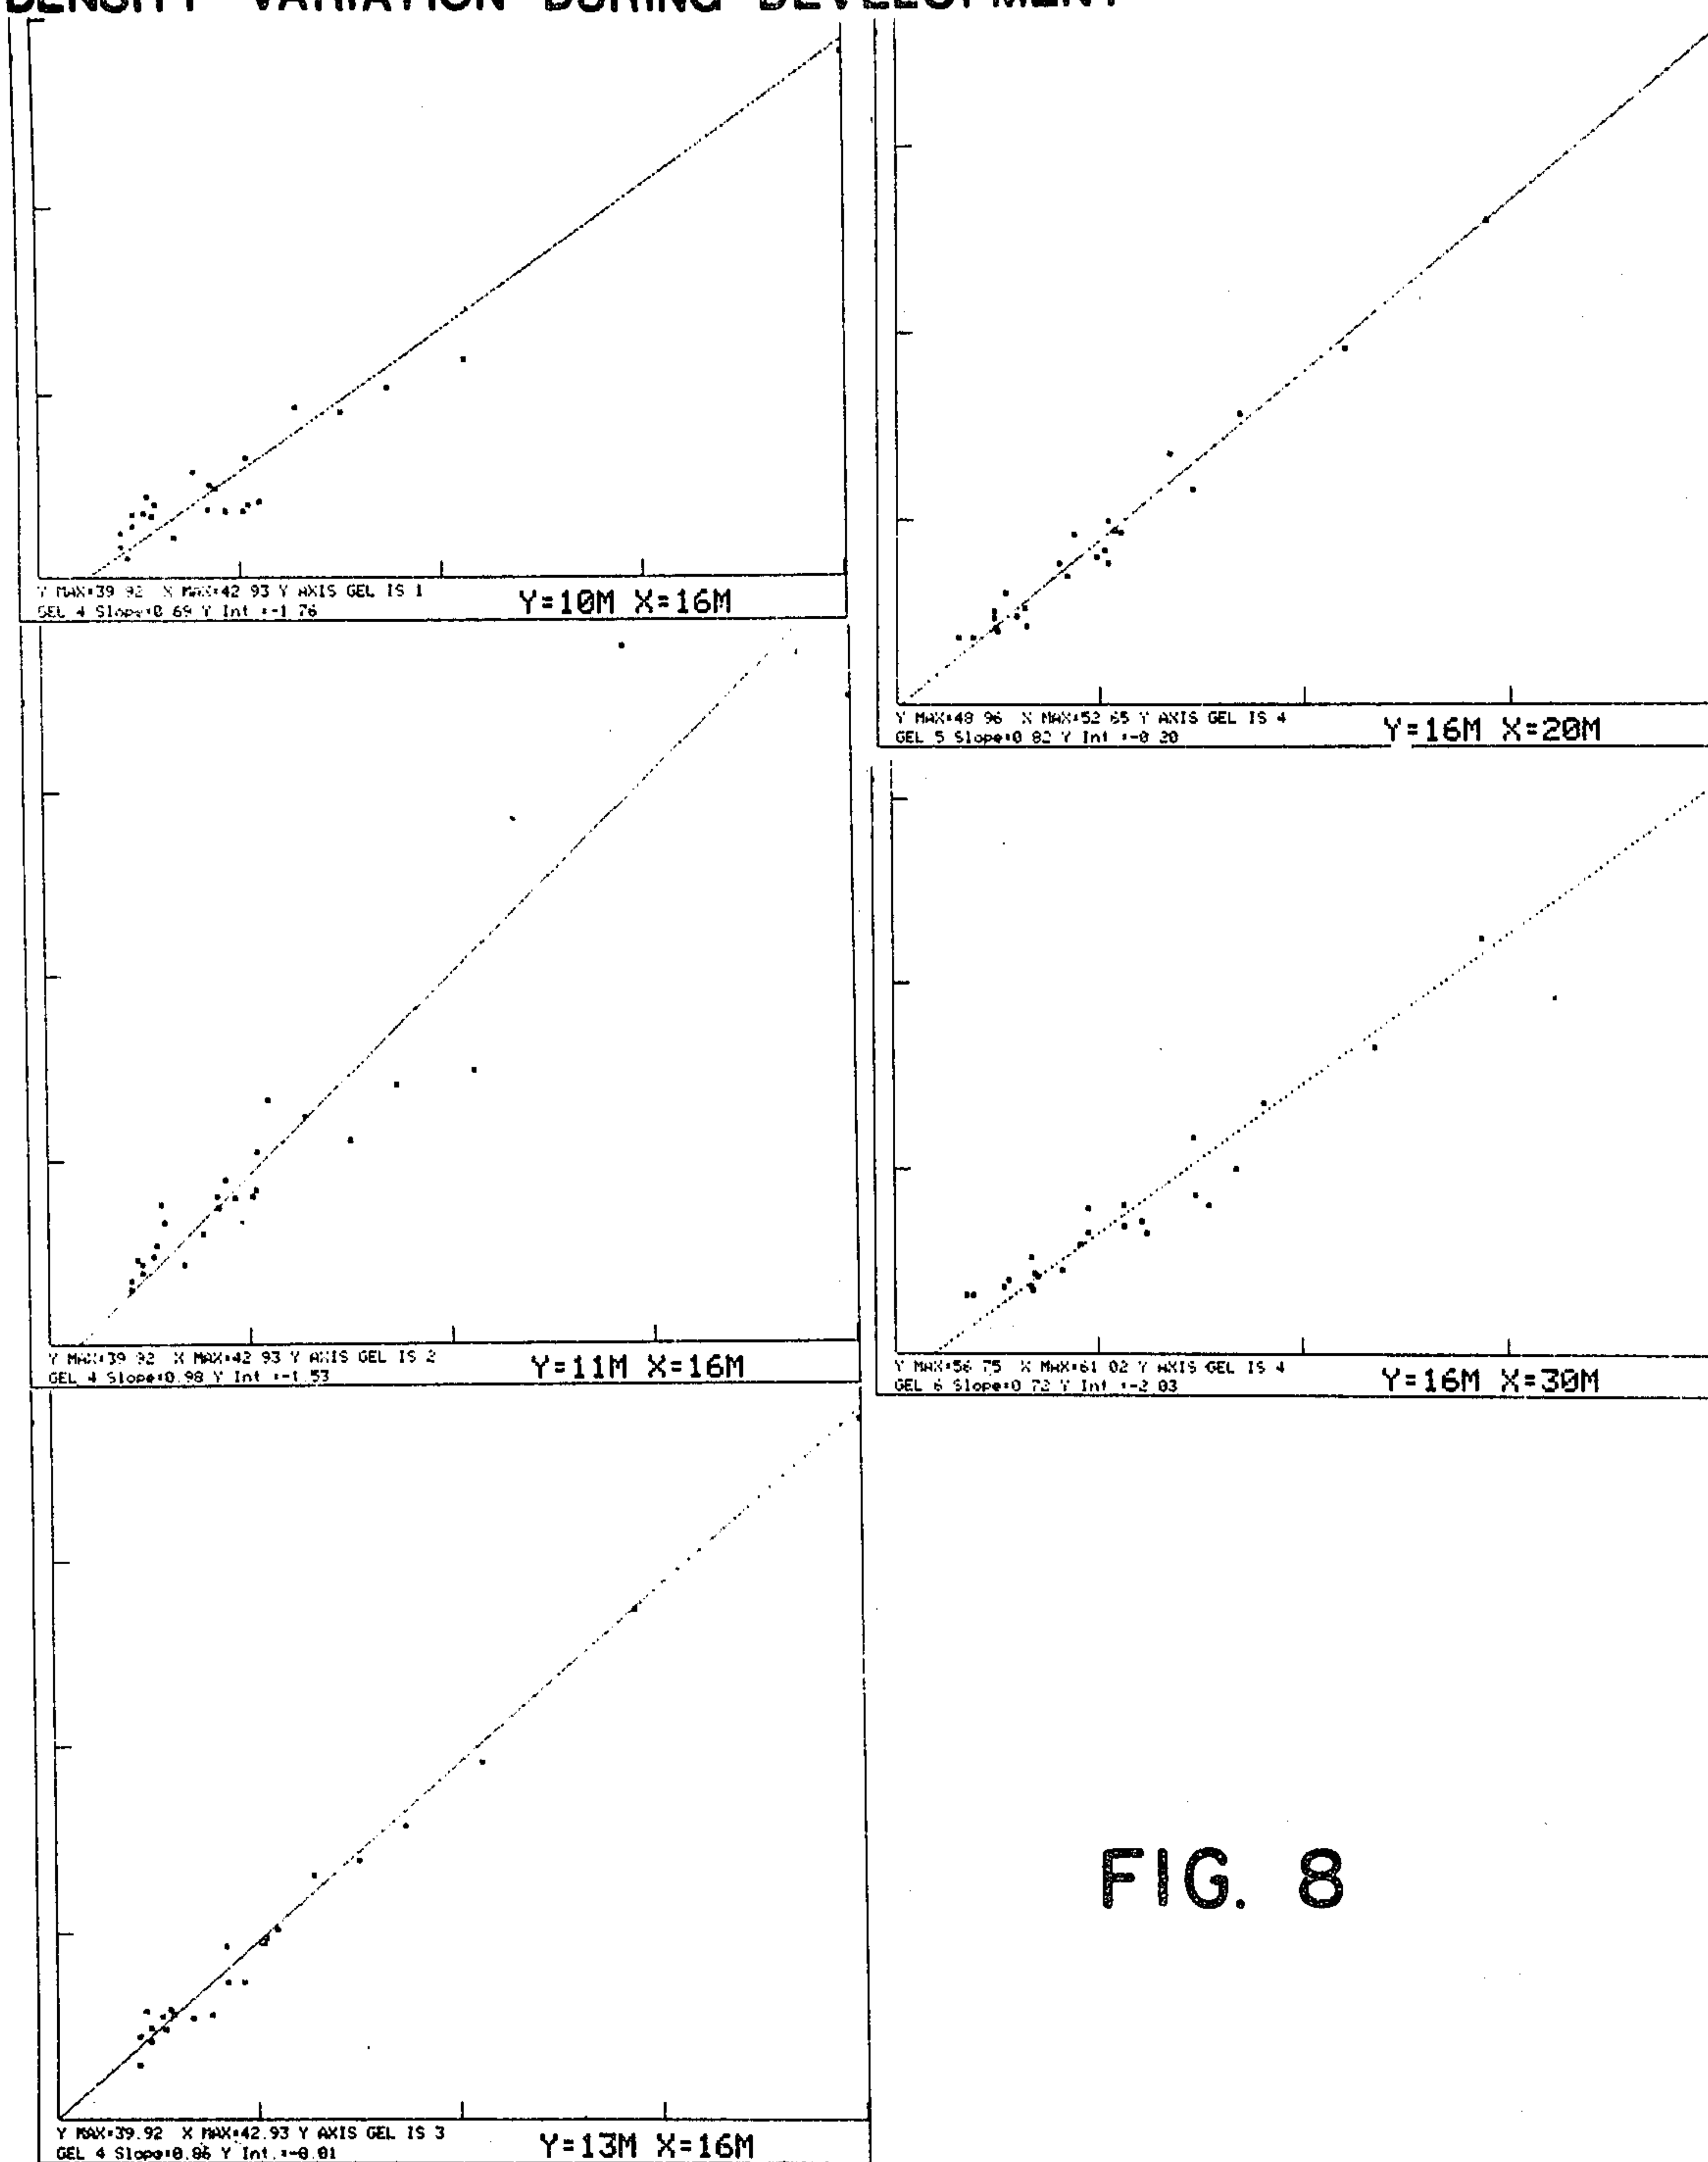 DENSITY VARIATION DURING DEVELOPMENT
Y MAX=39 92 X MAX=42 93 Y AXIS GEL IS 1
GEL 4 Slope=0 69 Y Int =-1 76
Y=10M X=16M
Y MAX=48 96 X MAX=52 65 Y AXIS GEL IS 4
GEL 5 Slope=0 82 Y Int =-0 20
Y=16M X=20M
Y MAX=39 92 X MAX=42 93 Y AXIS GEL IS 2
GEL 4 Slope=0.98 Y Int =-1.53
Y=11M X=16M
Y MAX=56 75 X MAX=61 02 Y AXIS GEL IS 4
GEL 6 Slope=0 72 Y Int =-2 03
Y=16M X=30M
Y MAX=39.92 X MAX=42.93 Y AXIS GEL IS 3
GEL 4 Slope=0.86 Y Int.=-0.01
Y=13M X=16M
FIG. 8